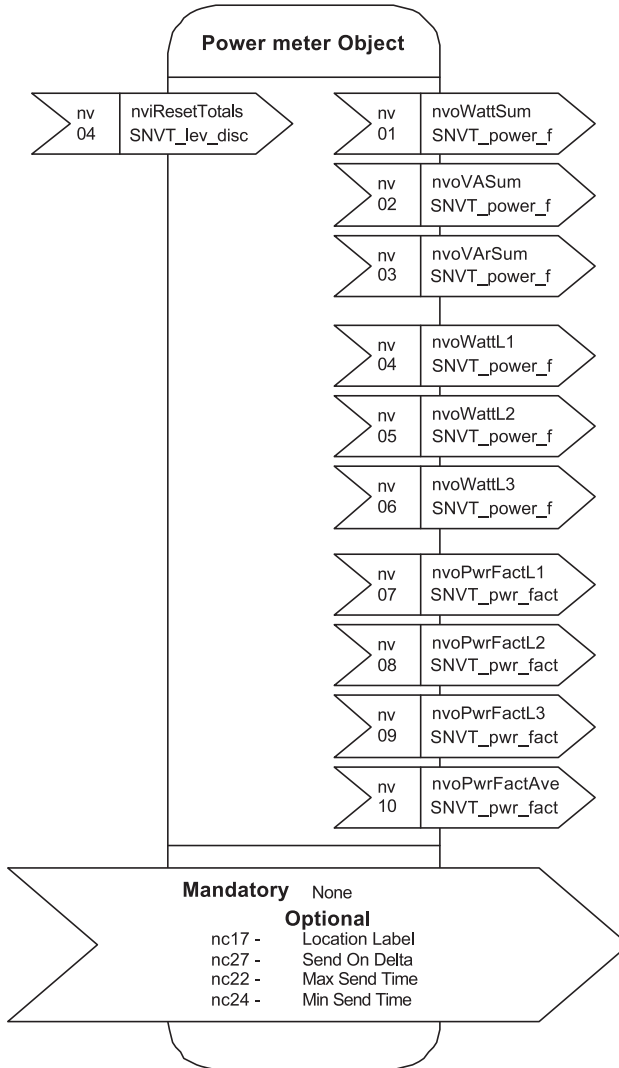 Power meter Object
nv
04
nviResetTotals
SNVT_lev_disc
nv
01
nvoWattSum
SNVT_power_f
nv
02
nvoVASum
SNVT_power_f
nv
03
nvoVArSum
SNVT_power_f
nv
04
nvoWattL1
SNVT_power_f
nv
05
nvoWattL2
SNVT_power_f
nv
06
nvoWattL3
SNVT_power_f
nv
07
nvoPwrFactL1
SNVT_pwr_fact
nv
08
nvoPwrFactL2
SNVT_pwr_fact
nv
09
nvoPwrFactL3
SNVT_pwr_fact
nv
10
nvoPwrFactAve
SNVT_pwr_fact
Mandatory None
Optional
nc17 - Location Label
nc27 - Send On Delta
nc22 - Max Send Time
nc24 - Min Send Time